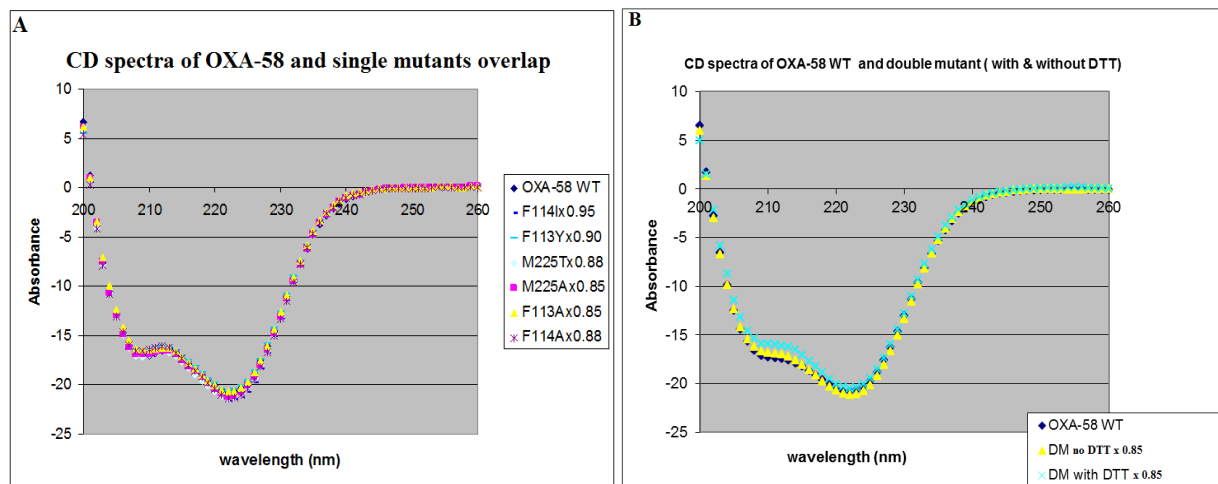 A
CD spectra of OXA-58 and single mutants overlap
10
5
0
-5
-10
-15
-20
-25
200
210
220
230
240
250
260
Absorbance
wavelength (nm)
OXA-58 WT
F114Ix0.95
F113Yx0.90
M225Tx0.88
M225Ax0.85
F113Ax0.85
F114Ax0.88
B
CD spectra of OXA-58 WT and double mutant ( with & without DTT)
10
5
0
-5
-10
-15
-20
-25
200
210
220
230
240
250
260
Absorbance
wavelength (nm)
OXA-58 WT
DM no DTT x 0.85
DM with DTT x 0.85